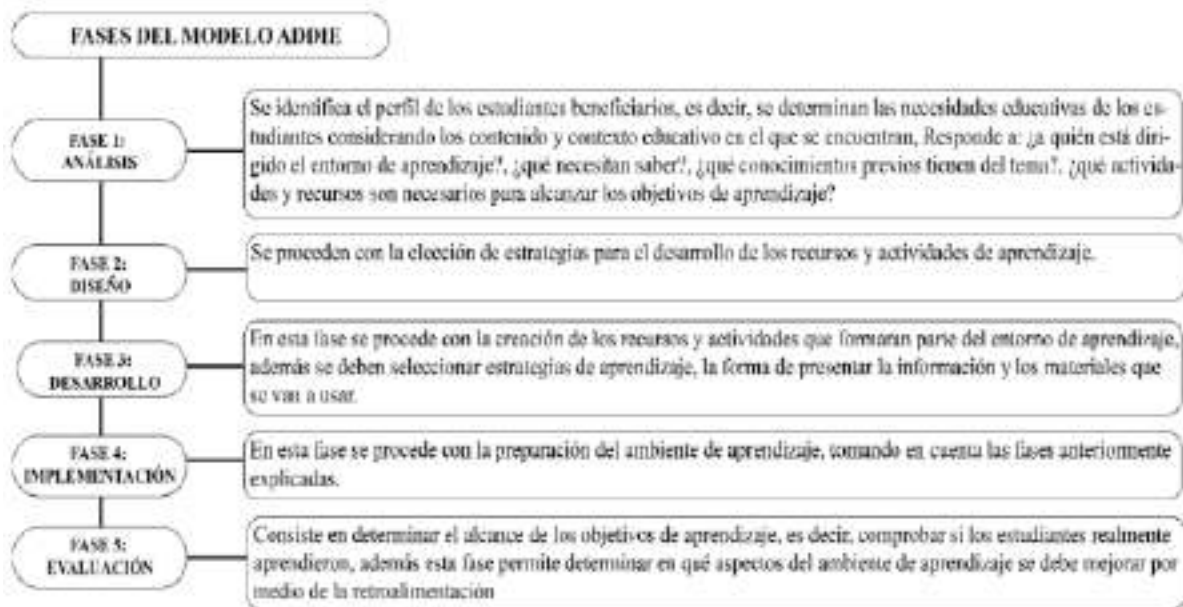 FASES DEL MODELO ADDIE
FASE 1:
ANÁLISIS
Se identifica el perfil de los estudiantes beneficiarios, es decir, se determinan las necesidades educativas de los es-
tudiantes considerando los contenido y contexto educativo en el que se encuentran, Responde a: ¿a quién está diri-
gido el entorno de aprendizaje?, ¿qué necesitan saber?, ¿qué conocimientos previos tienen del tema?, ¿qué activida-
des y recursos son necesarios para alcanzar los objetivos de aprendizaje?
FASE 2:
DISEÑO
Se proceden con la elección de estrategias para el desarrollo de los recursos y actividades de aprendizaje.
FASE 3:
DESARROLLO
En esta fase se procede con la creación de los recursos y actividades que formaran parte del entorno de aprendizaje,
además se deben seleccionar estrategias de aprendizaje, la forma de presentar la información y los materiales que
se van a usar.
FASE 4:
IMPLEMENTACIÓN
En esta fase se procede con la preparación del ambiente de aprendizaje, tomando en cuenta las fases anteriormente
explicadas.
FASE 5:
EVALUACIÓN
Consiste en determinar el alcance de los objetivos de aprendizaje, es decir, comprobar si los estudiantes realmente
aprendieron, además esta fase permite determinar en qué aspectos del ambiente de aprendizaje se debe mejorar por
medio de la retroalimentación